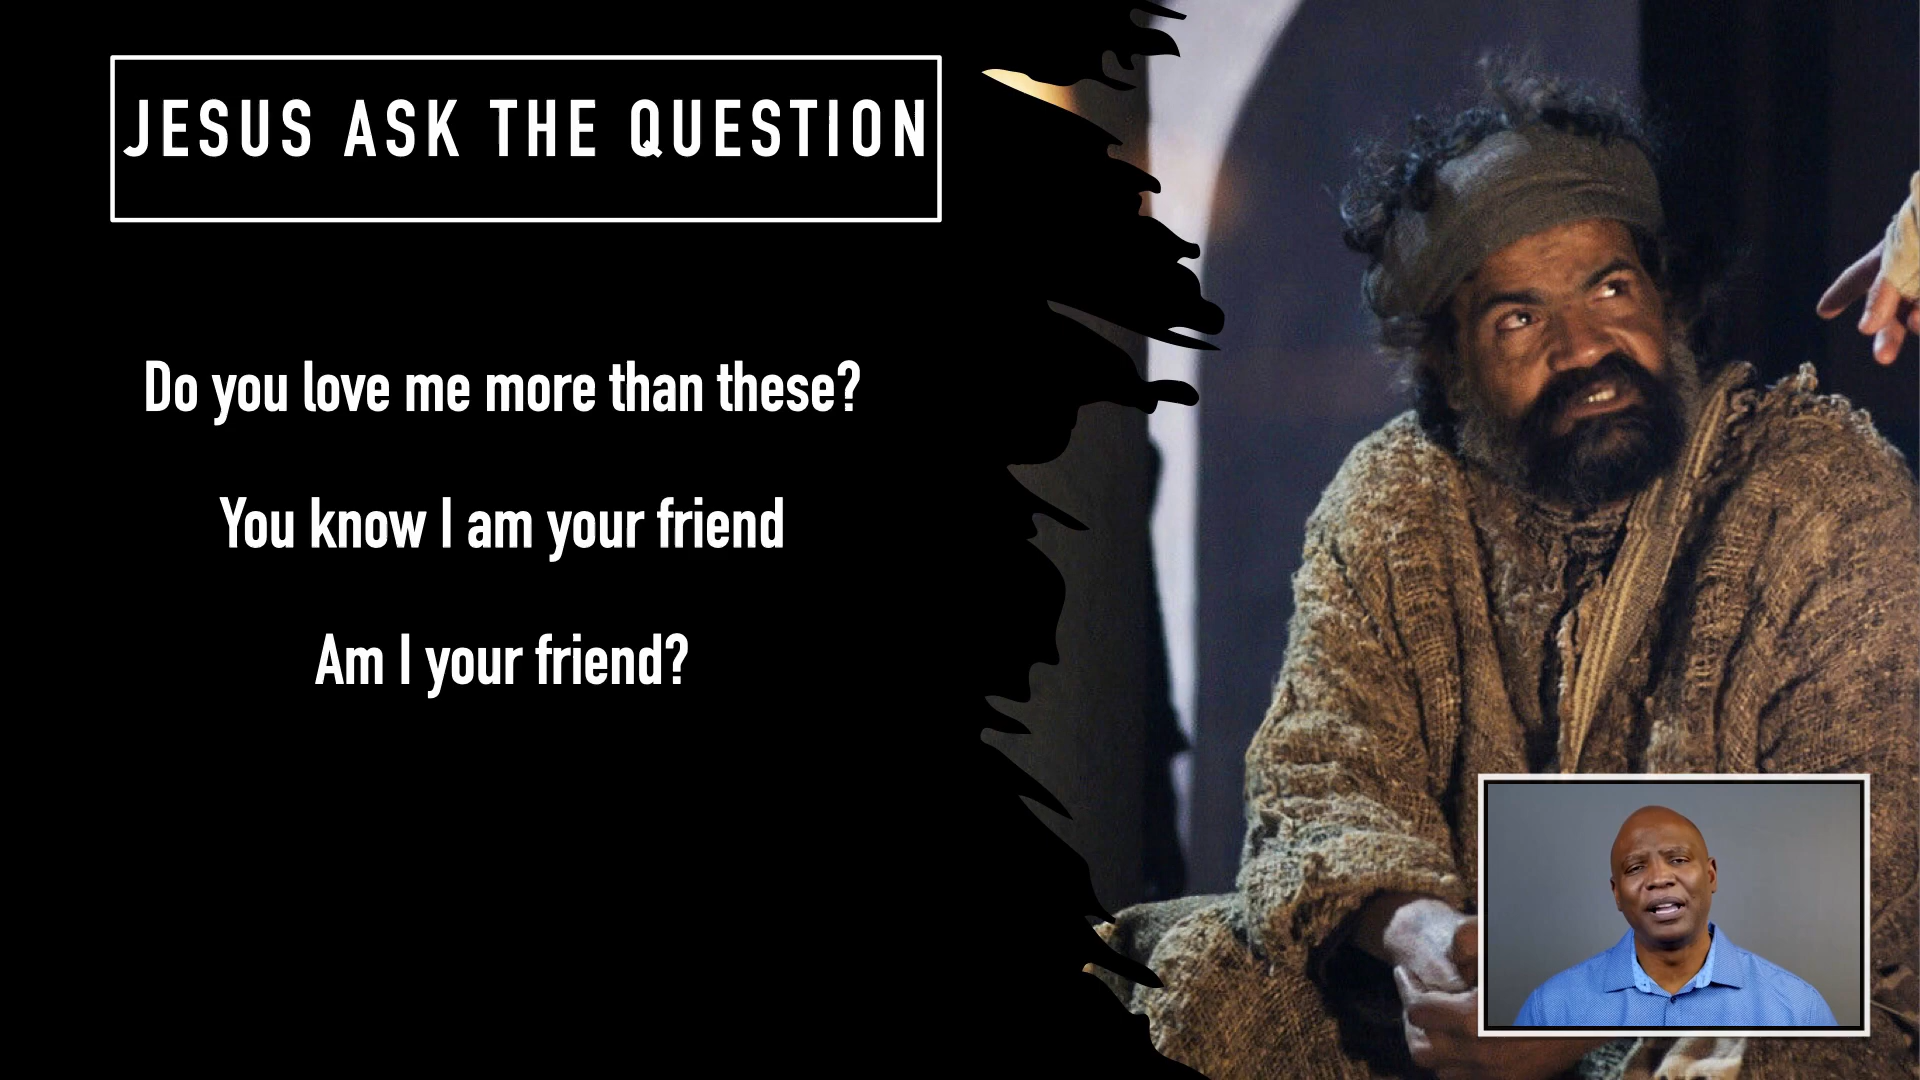 JESUS ASK THE QUESTION
Do you love me more than these?
You know I am your friend
Am I your friend?